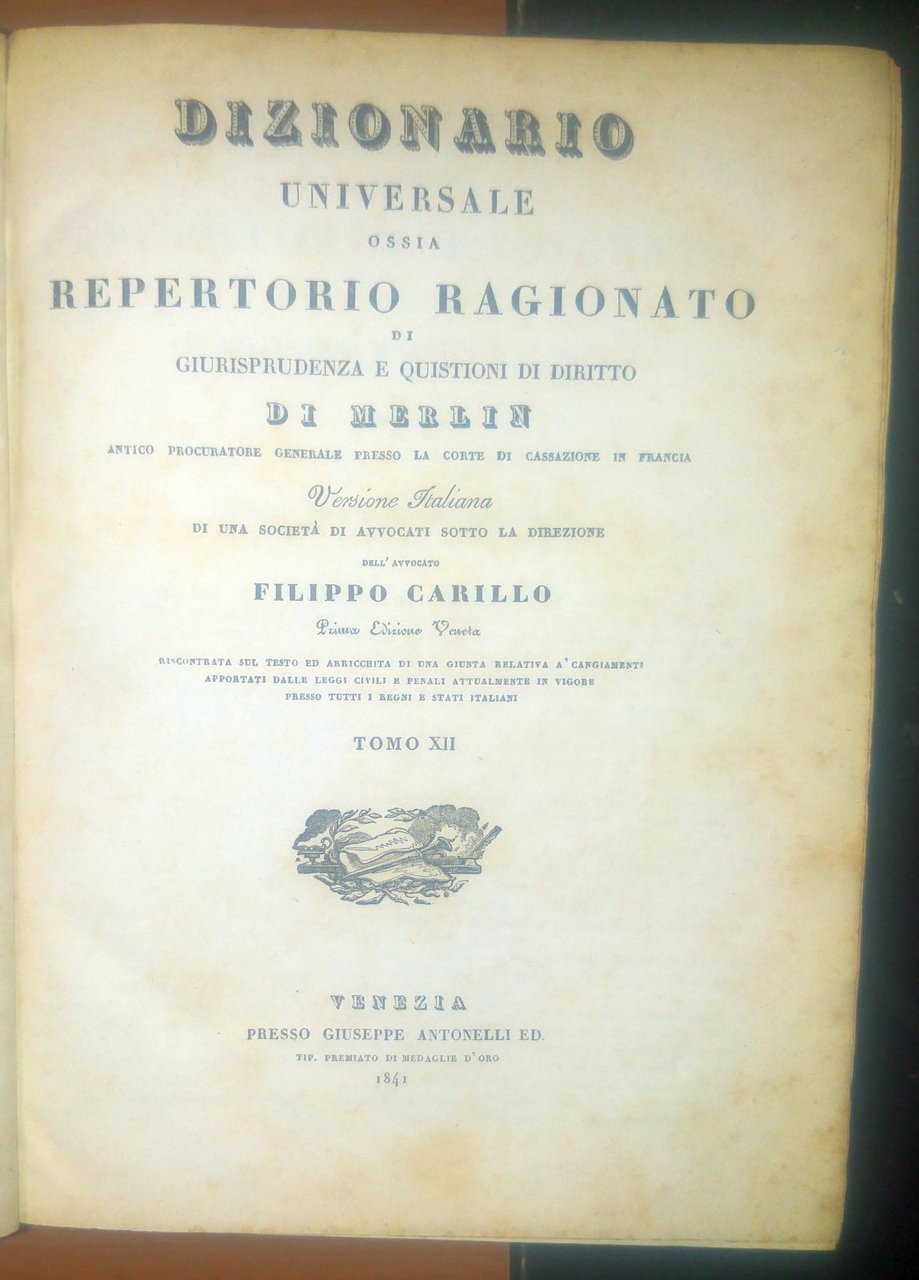 DIZIONARIO
UNIVERSALE
OSSIA
REPERTORIO RAGIONATO
DI
GIURISPRUDENZA E QUISTIONI DI DIRITTO
DI MERLIN
ANTICO PROCURATORE GENERALE PRESSO LA CORTE DI CASSAZIONE IN FRANCIA
Versione Italiana
DI UNA SOCIETÀ DI AVVOCATI SOTTO LA DIREZIONE
DELL' AVVOCATO
FILIPPO CARILLO
Prima Edizione Veneta
RISCONTRATA SUL TESTO ED ARRICCHITA DI UNA GIUNTA RELATIVA A' CANGIAMENTI
APPORTATI DALLE LEGGI CIVILI E PENALI ATTUALMENTE IN VIGORE
PRESSO TUTTI I REGNI E STATI ITALIANI
TOMO XII
VENEZIA
PRESSO GIUSEPPE ANTONELLI ED.
TIP. PREMIATO DI MEDAGLIE D' ORO
1841